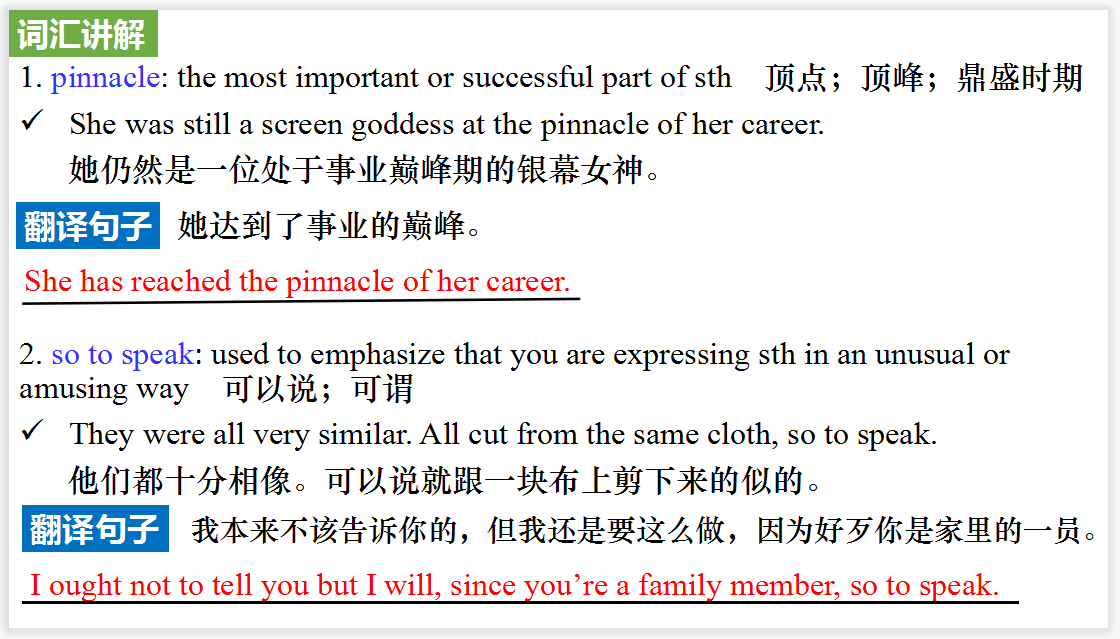 词汇讲解
1. pinnacle: the most important or successful part of sth 顶点；顶峰；鼎盛时期
✓ She was still a screen goddess at the pinnacle of her career.
她仍然是一位处于事业巅峰期的银幕女神。
翻译句子 她达到了事业的巅峰。
She has reached the pinnacle of her career.
2. so to speak: used to emphasize that you are expressing sth in an unusual or
amusing way 可以说；可谓
✓ They were all very similar. All cut from the same cloth, so to speak.
他们都十分相像。可以说就跟一块布上剪下来的似的。
翻译句子 我本来不该告诉你的，但我还是要这么做，因为好歹你是家里的一员。
I ought not to tell you but I will, since you’re a family member, so to speak.